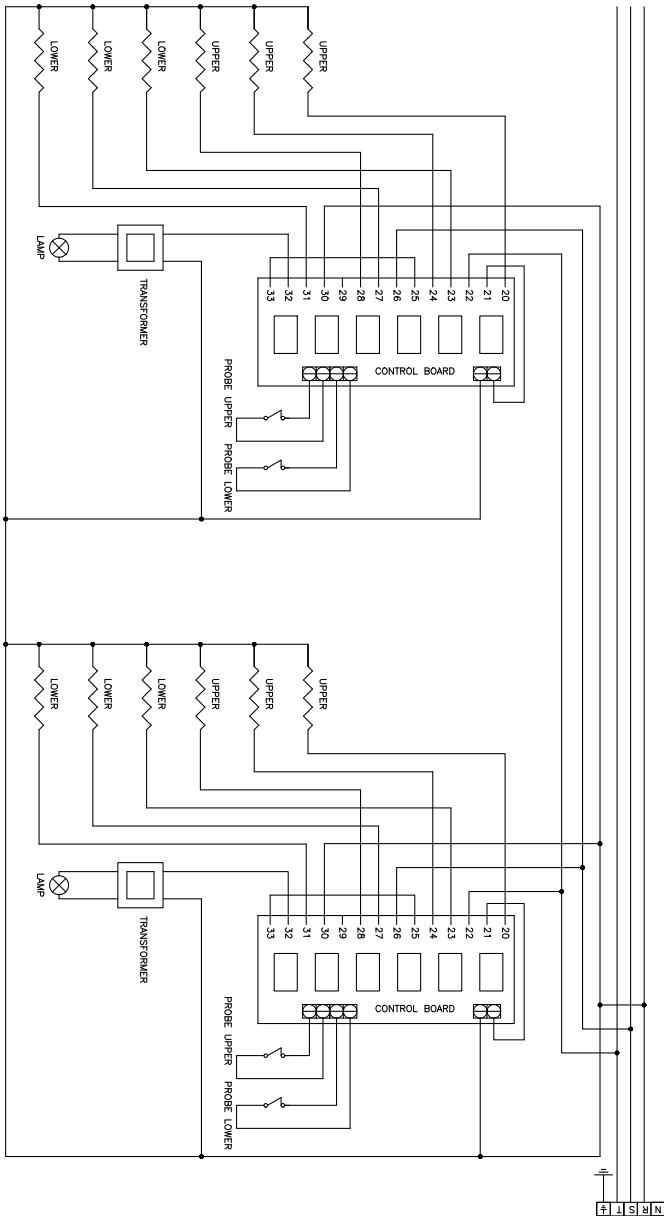 LOWER
LOWER
LOWER
UPPER
UPPER
UPPER
LAMP
TRANSFORMER
33 32 31 30 29 28 27 26 25 24 23 22 21 20
CONTROL BOARD
PROBE UPPER
PROBE LOWER
LOWER
LOWER
LOWER
UPPER
UPPER
UPPER
LAMP
TRANSFORMER
33 32 31 30 29 28 27 26 25 24 23 22 21 20
CONTROL BOARD
PROBE UPPER
PROBE LOWER
T S R N